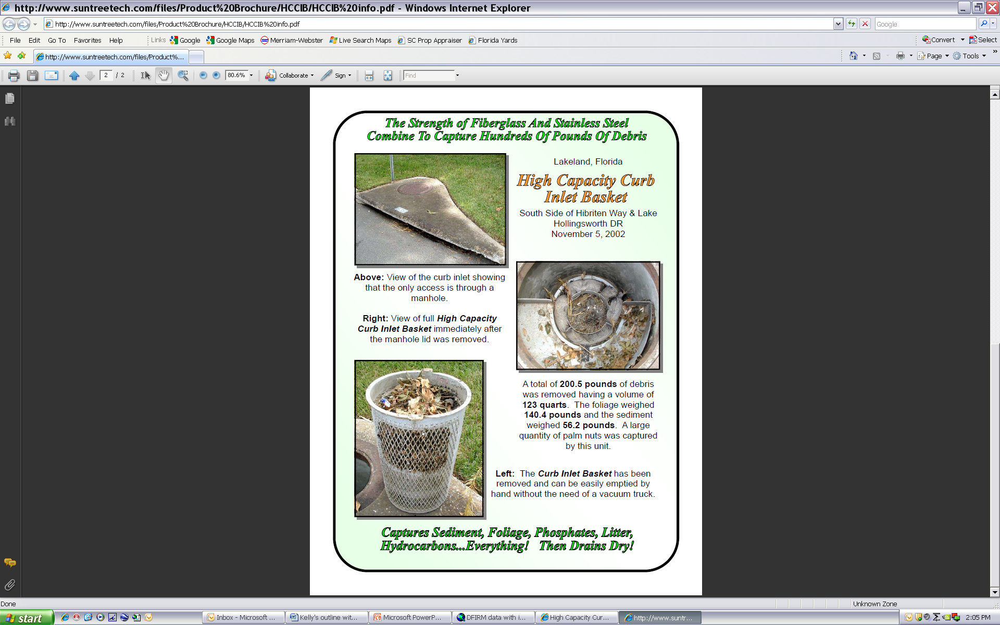 http://www.suntreetech.com/files/Product%20Brochure/HCCIB/HCCIB%20info.pdf - Windows Internet Explorer
http://www.suntreetech.com/files/Product%20Brochure/HCCIB/HCCIB%20info.pdf
Google
File Edit Go To Favorites Help
Links Google Google Maps Merriam-Webster Live Search Maps SC Prop Appraiser Florida Yards
Convert Select
http://www.suntreetech.com/files/Product%...
Page Tools
2 / 2 80.6% Collaborate Sign Find
The Strength of Fiberglass And Stainless Steel
Combine To Capture Hundreds Of Pounds Of Debris
Lakeland, Florida
High Capacity Curb
Inlet Basket
South Side of Hibriten Way & Lake
Hollingsworth DR
November 5, 2002
Above: View of the curb inlet showing
that the only access is through a
manhole.
Right: View of full High Capacity
Curb Inlet Basket immediately after
the manhole lid was removed.
A total of 200.5 pounds of debris
was removed having a volume of
123 quarts. The foliage weighed
140.4 pounds and the sediment
weighed 56.2 pounds. A large
quantity of palm nuts was captured
by this unit.
Left: The Curb Inlet Basket has been
removed and can be easily emptied by
hand without the need of a vacuum truck.
Captures Sediment, Foliage, Phosphates, Litter,
Hydrocarbons...Everything! Then Drains Dry!
Done
Unknown Zone
start
Inbox - Microsoft ...
Kelly's outline wit...
Microsoft PowerP...
DFIRM data with i...
High Capacity Cur...
http://www.suntr...
2:05 PM